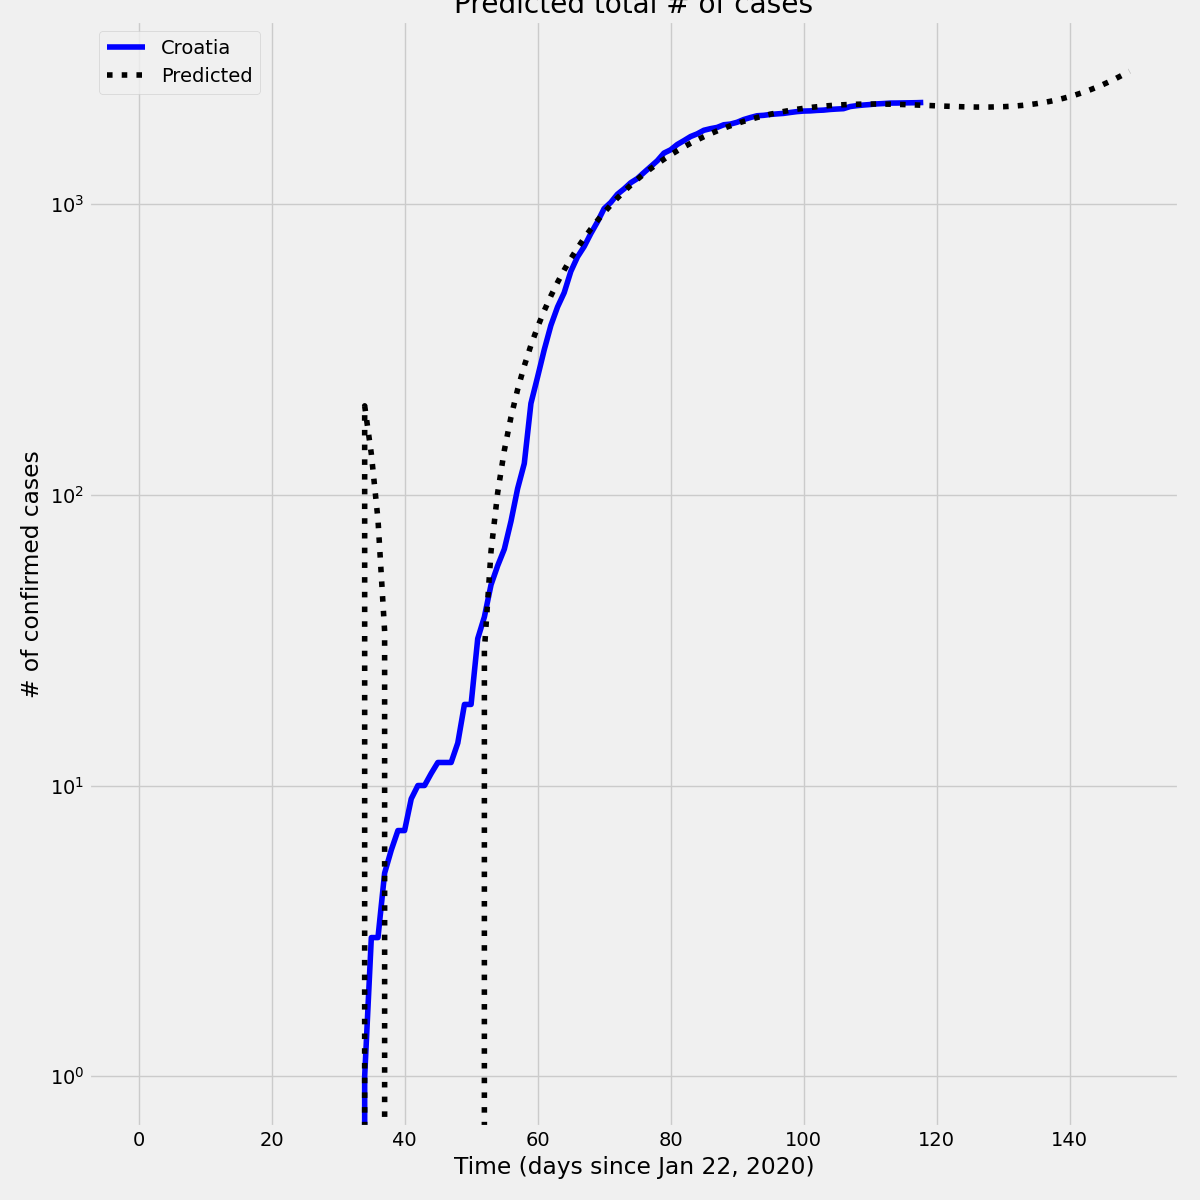 Predicted total # of cases
Croatia
Predicted
10³
10²
10¹
10⁰
# of confirmed cases
0 20 40 60 80 100 120 140
Time (days since Jan 22, 2020)